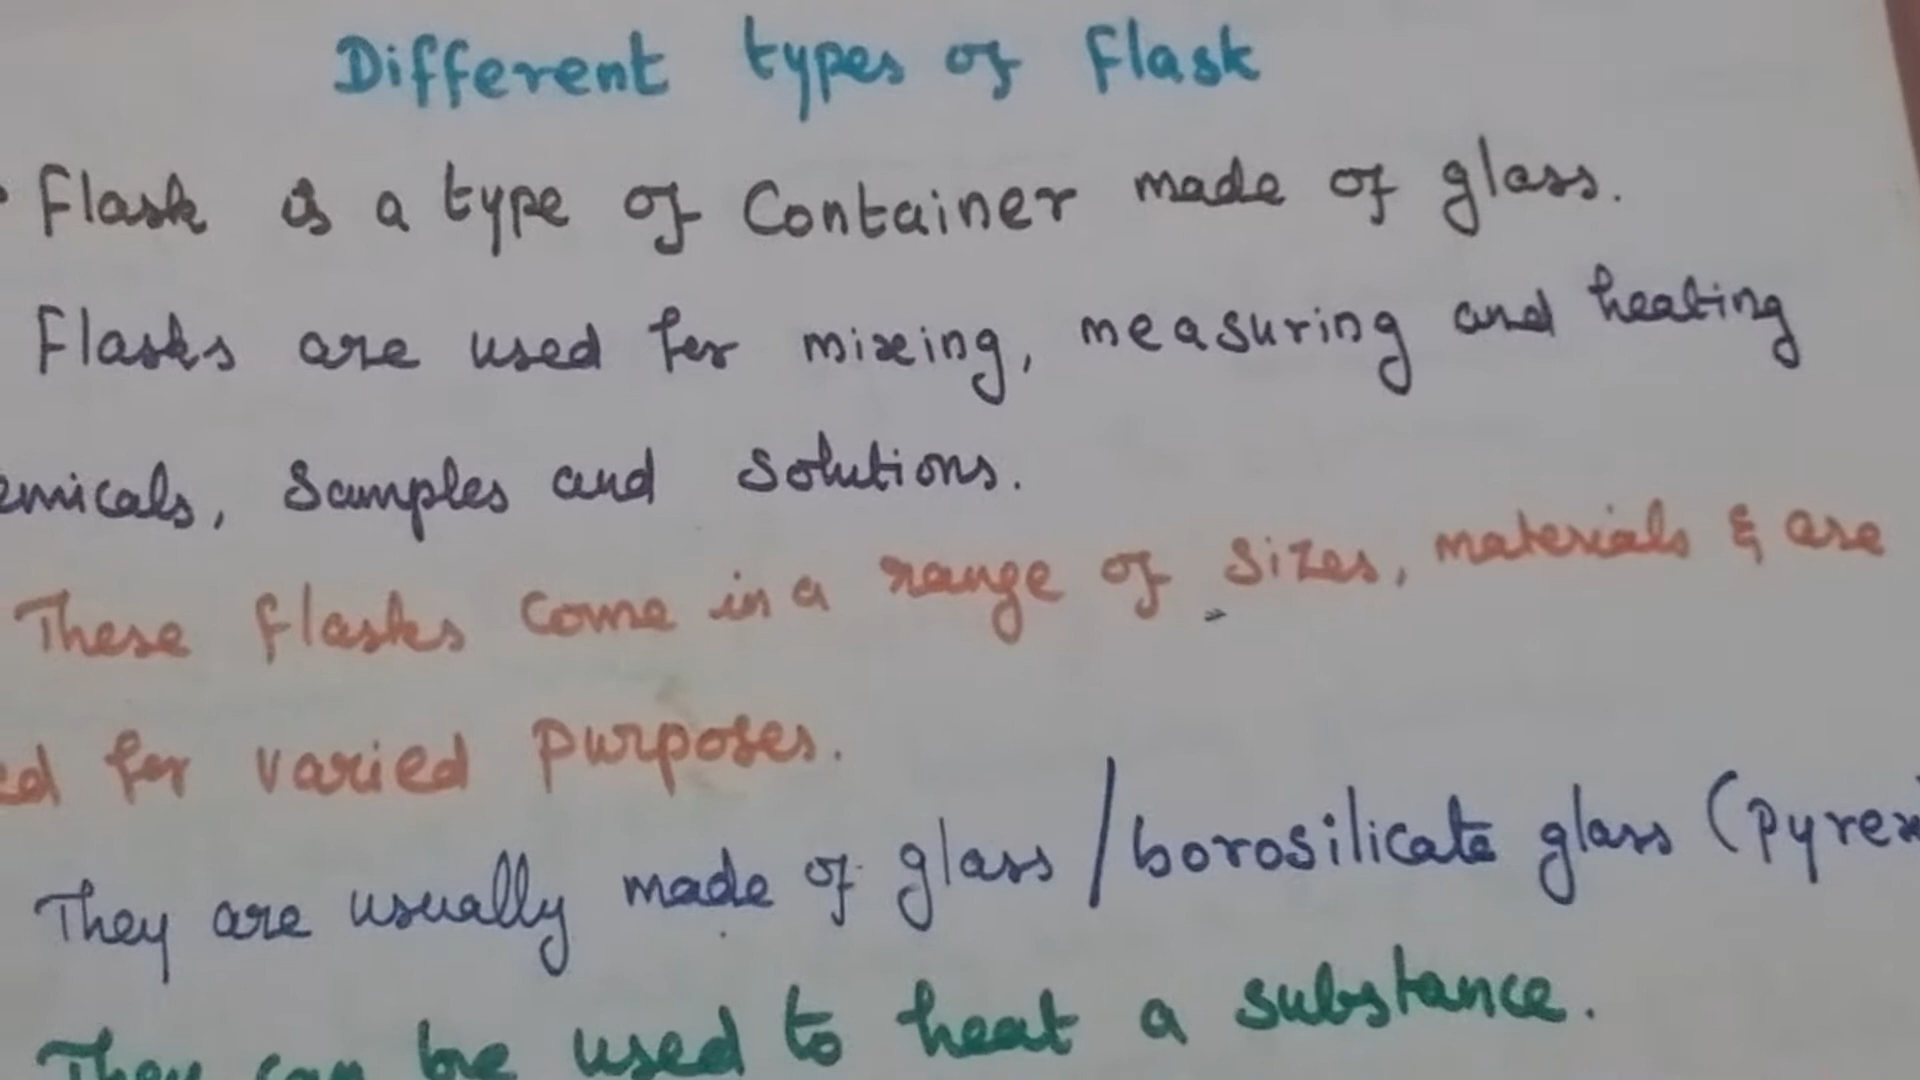 Different types of Flask
• Flask is a type of Container made of glass.
Flasks are used for mixing, measuring and heating
emicals, Samples and Solutions.
These flasks come in a range of Sizes, materials & are
ed for varied purposes.
They are usually made of glass/borosilicate glass (pyrex
They can be used to heat a substance.